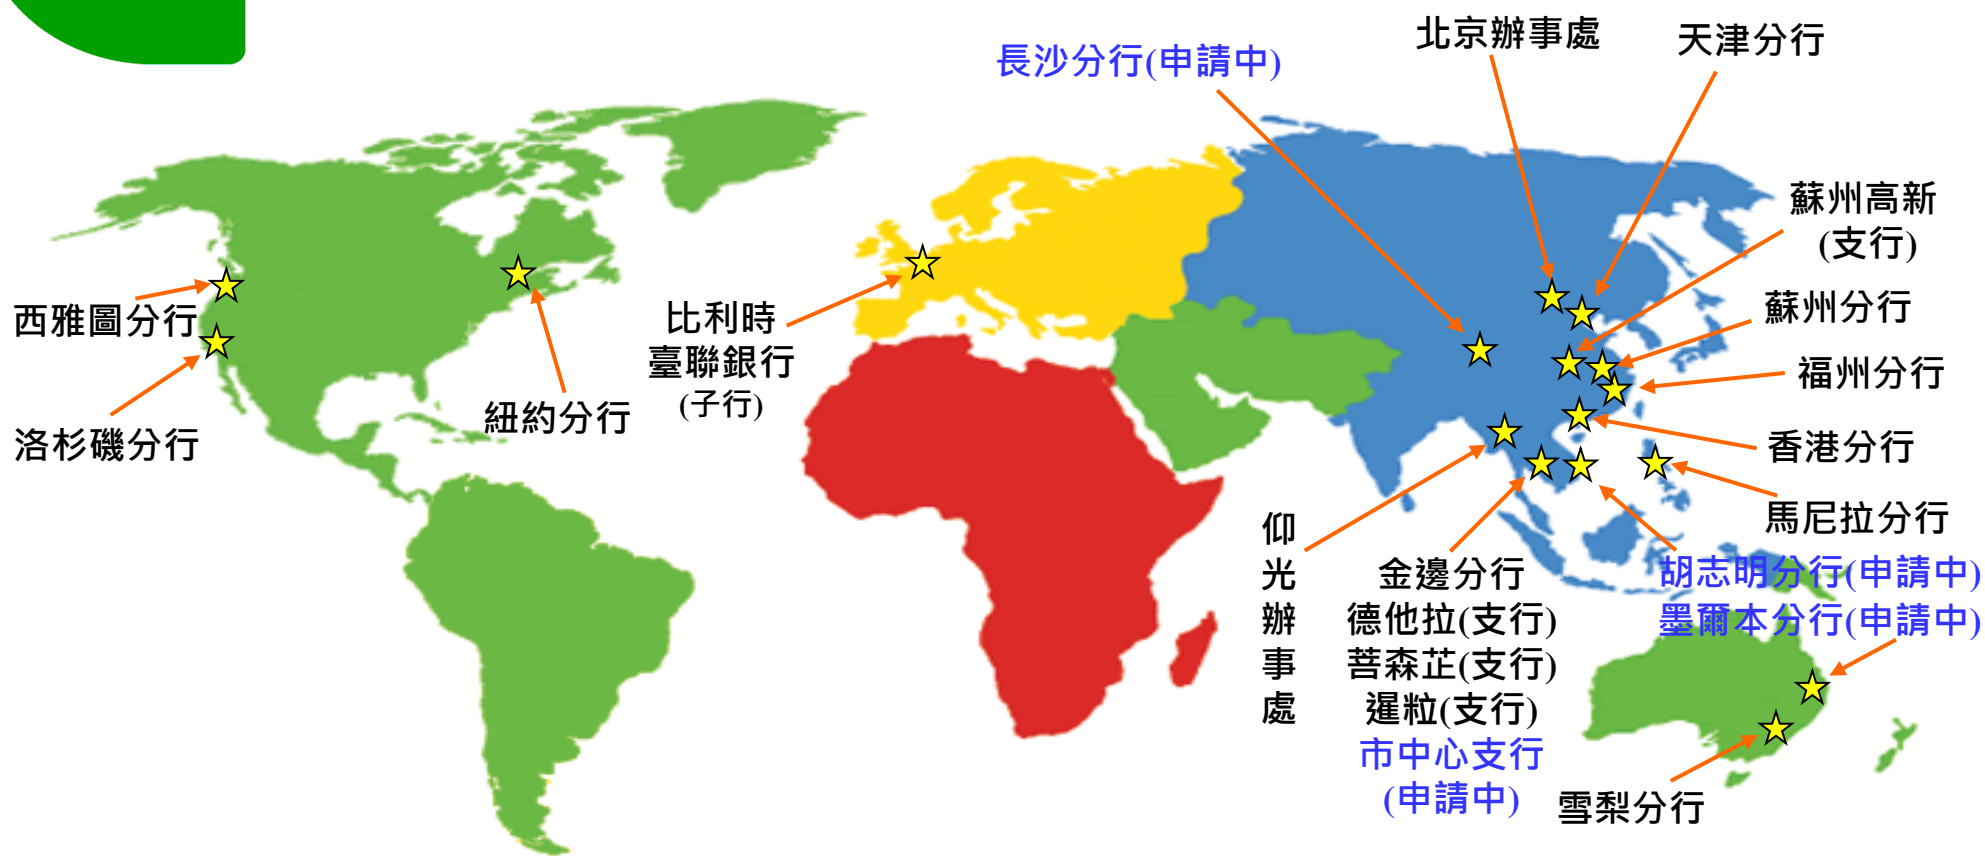 北京辦事處
天津分行
長沙分行(申請中)
蘇州高新
(支行)
蘇州分行
西雅圖分行
比利時
臺聯銀行
(子行)
福州分行
紐約分行
洛杉磯分行
香港分行
馬尼拉分行
仰光辦事處
金邊分行
德他拉(支行)
菩森芷(支行)
暹粒(支行)
市中心支行
(申請中)
胡志明分行(申請中)
墨爾本分行(申請中)
雪梨分行